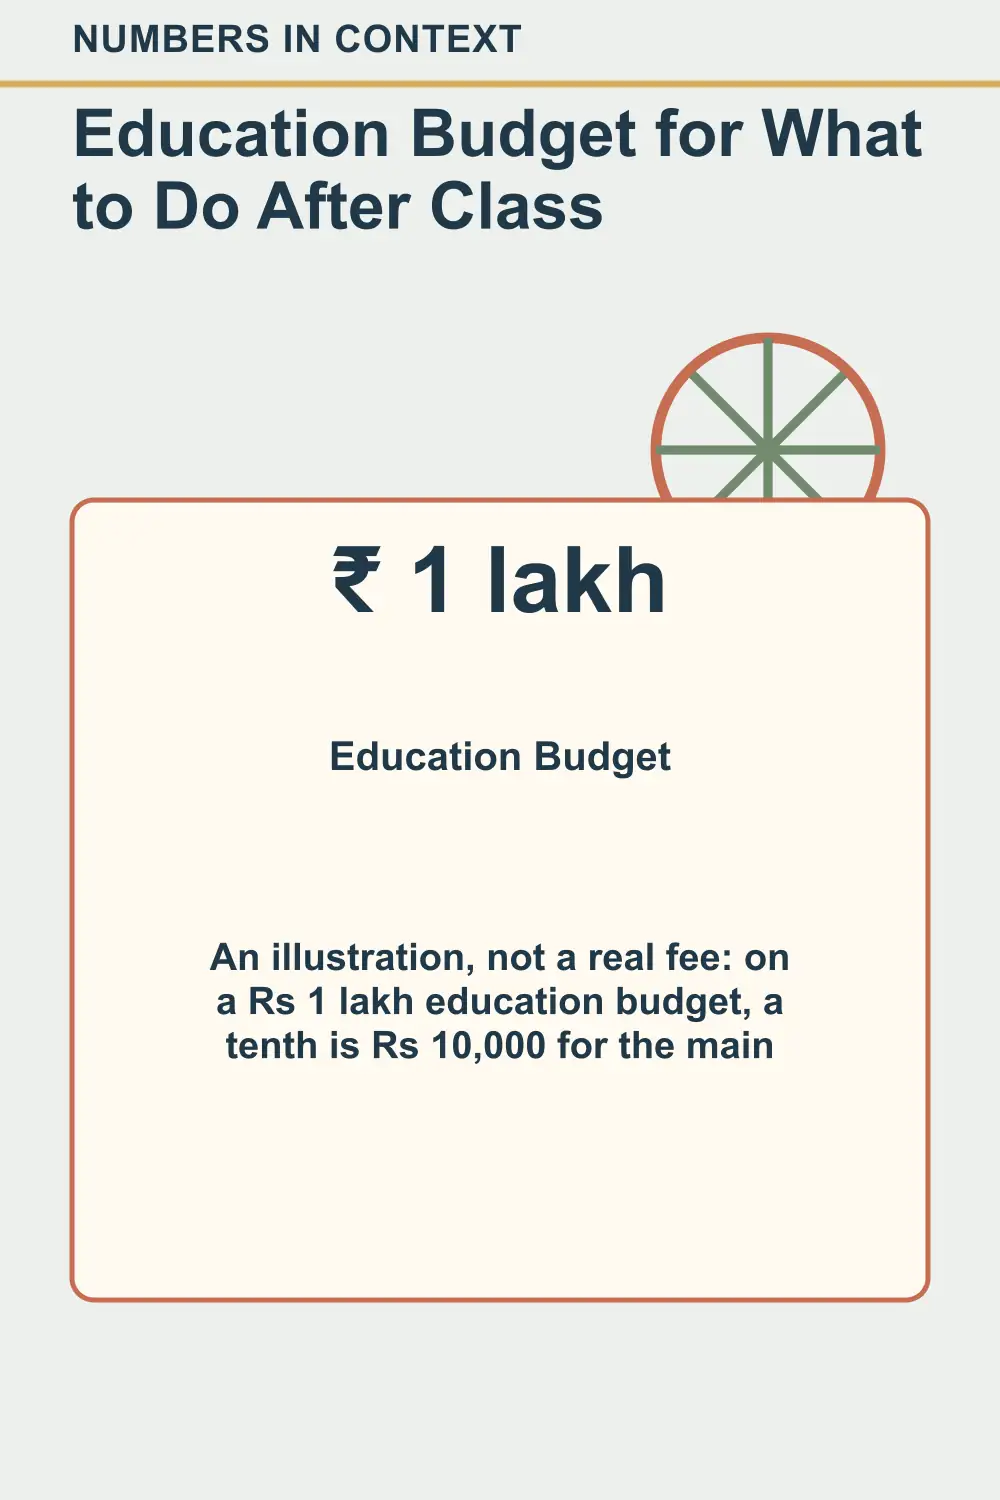 NUMBERS IN CONTEXT
Education Budget for What
to Do After Class
₹ 1 lakh
Education Budget
An illustration, not a real fee: on
a Rs 1 lakh education budget, a
tenth is Rs 10,000 for the main